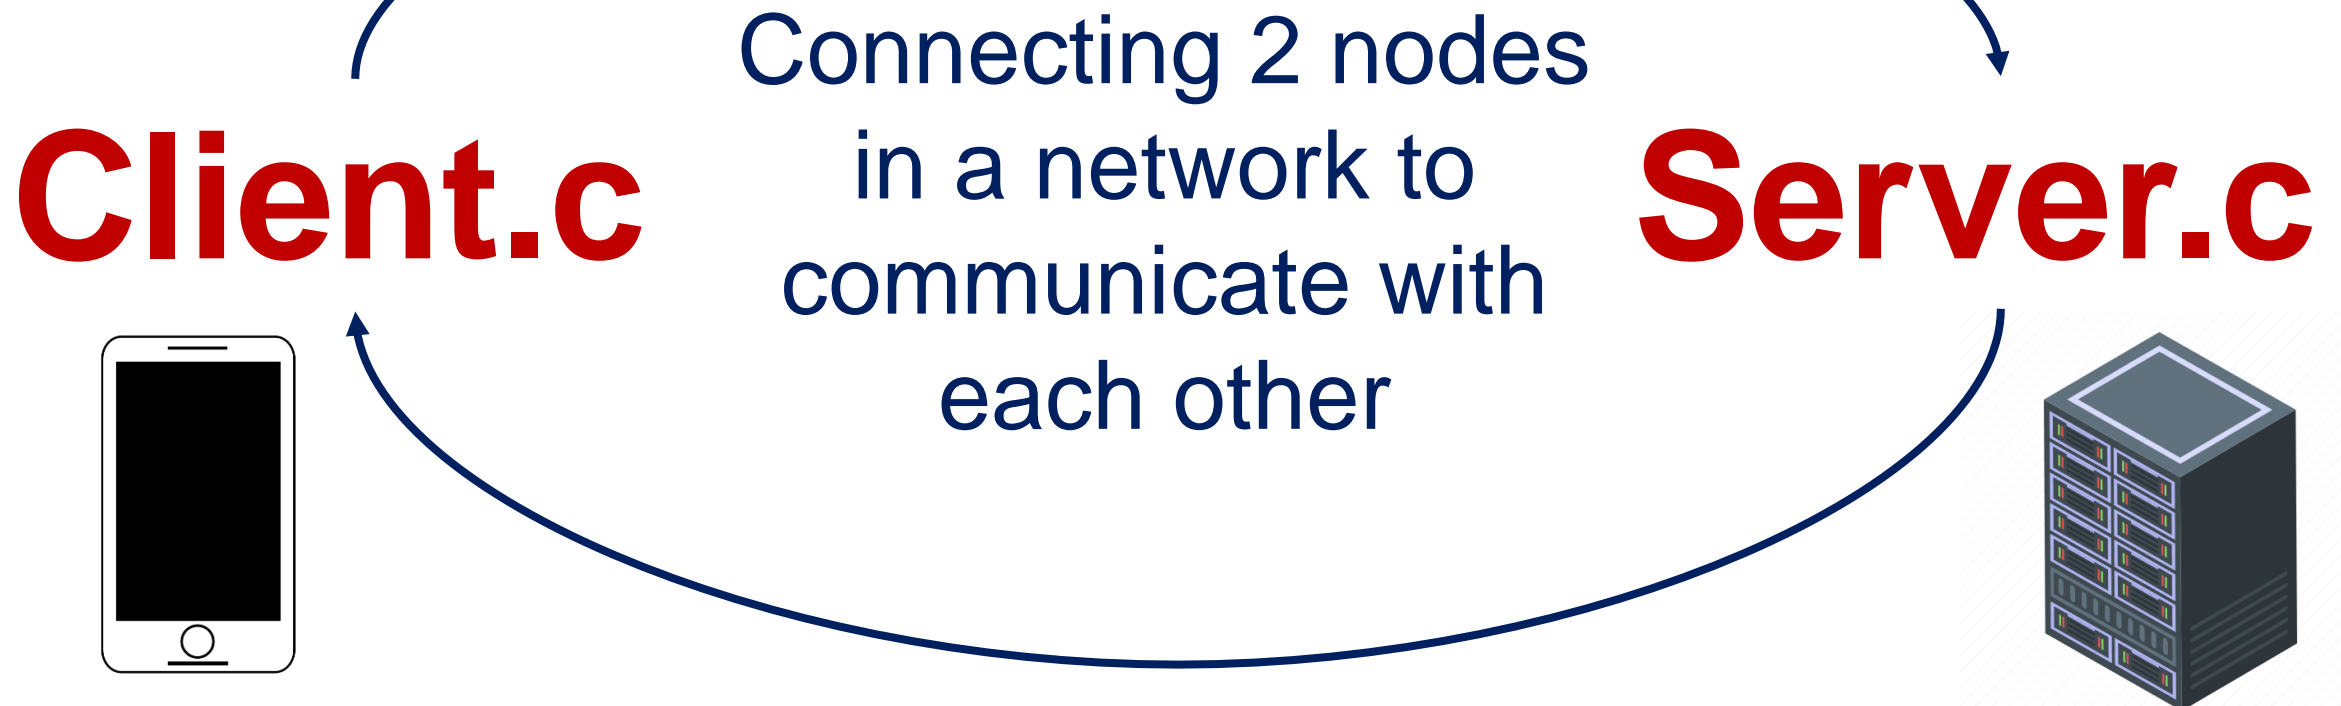 Connecting 2 nodes
in a network to
communicate with
each other
Client.c
Server.c